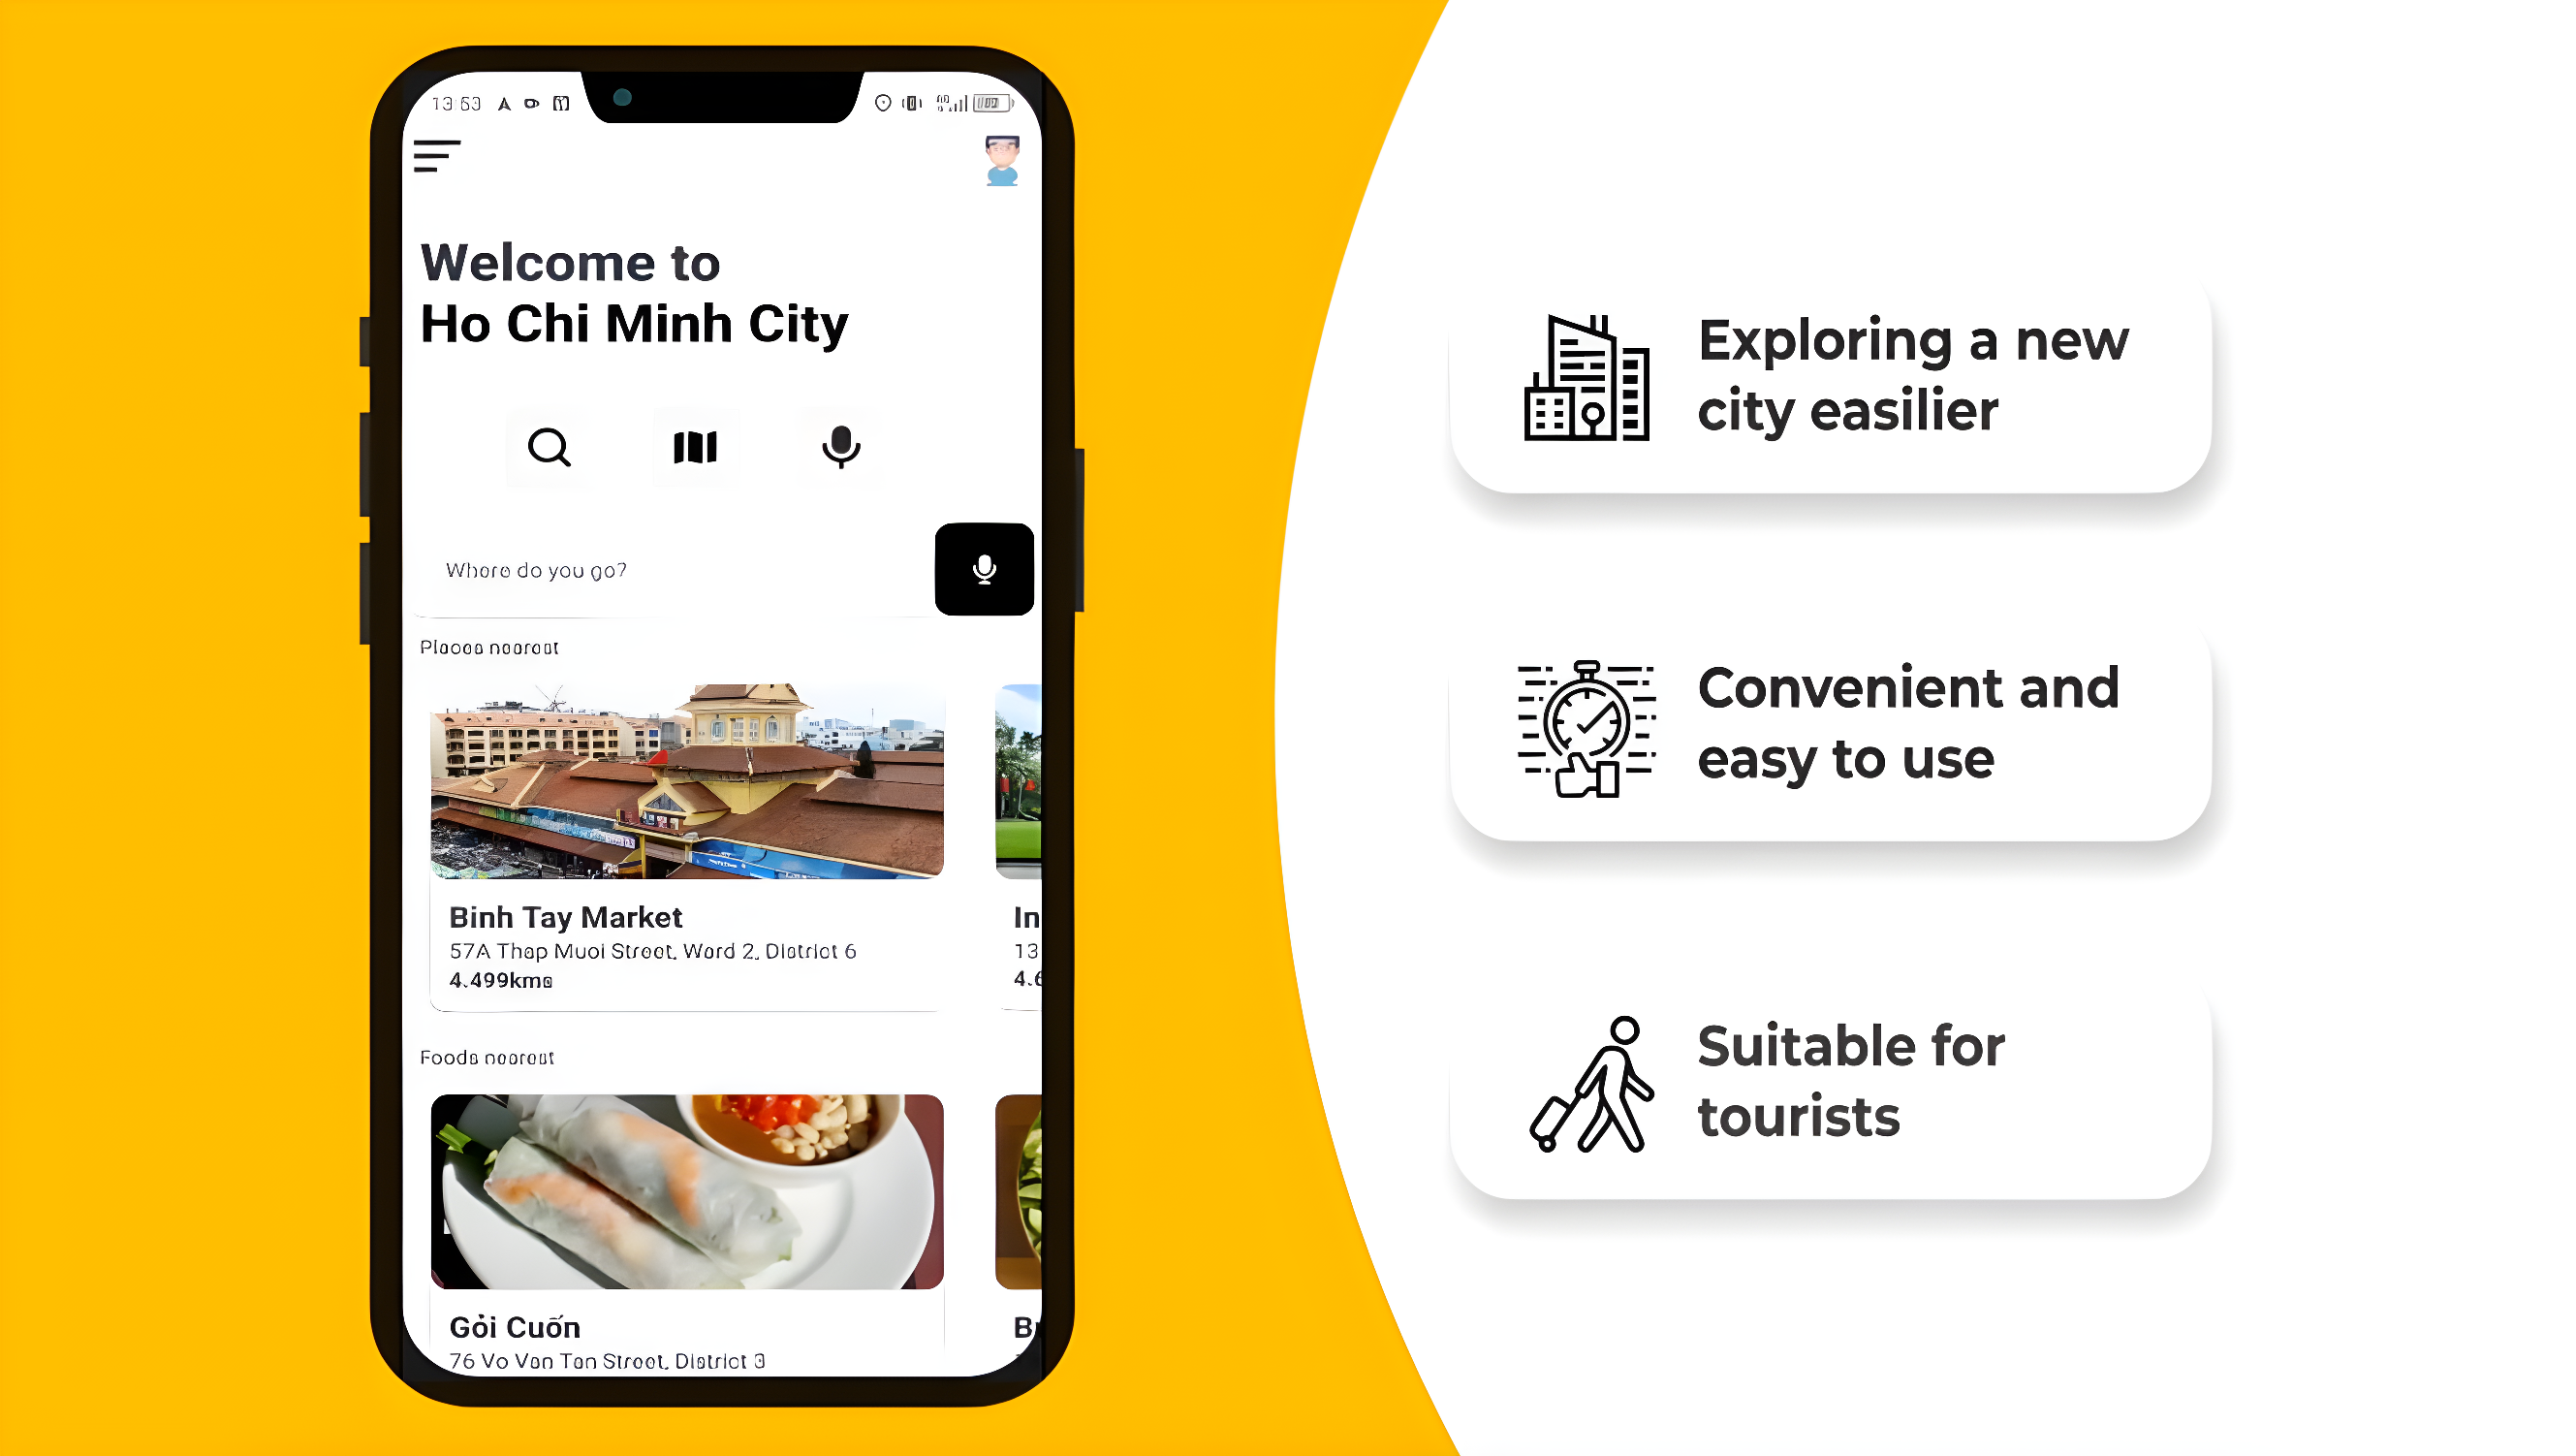 13:53
Welcome to
Ho Chi Minh City
Where do you go?
Places nearest
Binh Tay Market
57A Thap Muoi Street, Ward 2, District 6
4.499kms
In
13
4.6
Foods nearest
Gỏi Cuốn
76 Vo Van Tan Street, District 3
B
Exploring a new
city easilier
Convenient and
easy to use
Suitable for
tourists